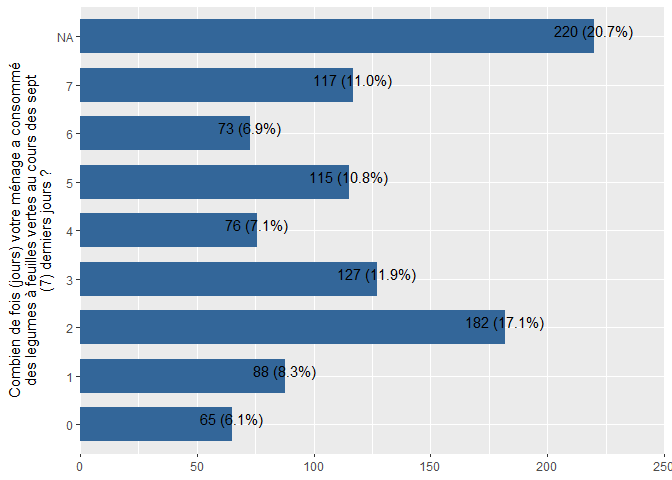 Combien de fois (jours) votre ménage a consommé
des legumes à feuilles vertes au cours des sept
(7) derniers jours ?
NA 220 (20.7%)
7 117 (11.0%)
6 73 (6.9%)
5 115 (10.8%)
4 76 (7.1%)
3 127 (11.9%)
2 182 (17.1%)
1 88 (8.3%)
0 65 (6.1%)
0 50 100 150 200 250